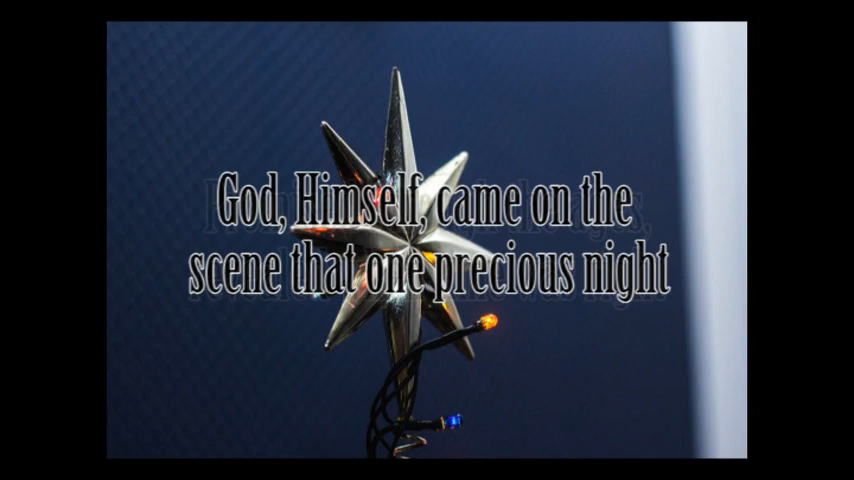 God, Himself, came on the
scene that one precious night